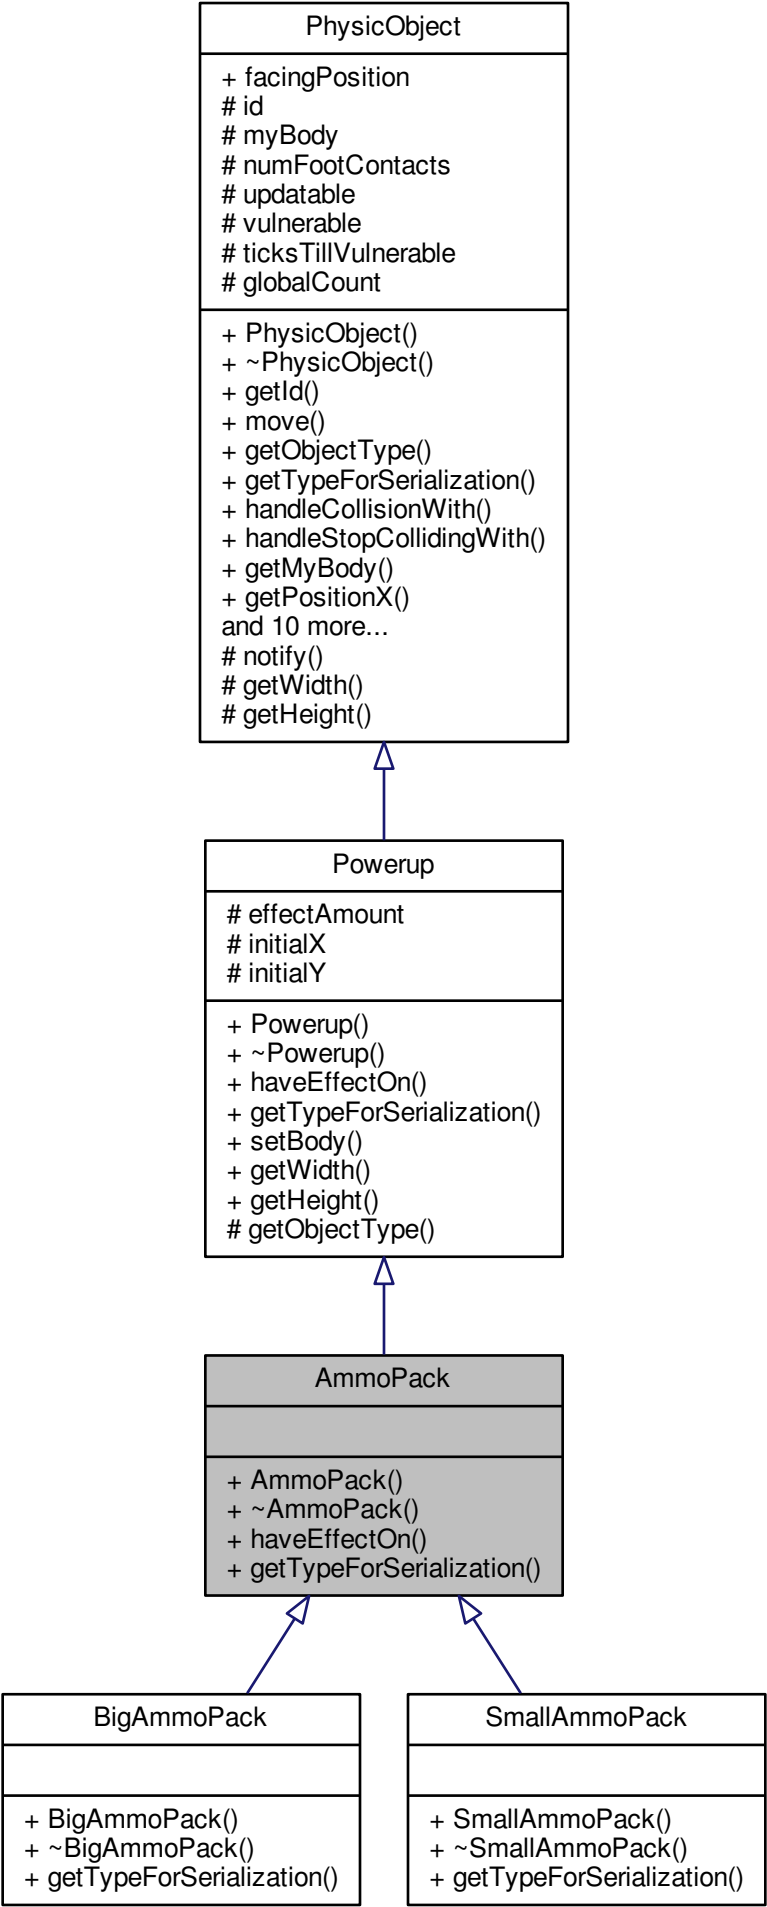 PhysicObject
+ facingPosition
# id
# myBody
# numFootContacts
# updatable
# vulnerable
# ticksTillVulnerable
# globalCount
+ PhysicObject()
+ ~PhysicObject()
+ getId()
+ move()
+ getObjectType()
+ getTypeForSerialization()
+ handleCollisionWith()
+ handleStopCollidingWith()
+ getMyBody()
+ getPositionX()
and 10 more...
# notify()
# getWidth()
# getHeight()
Powerup
# effectAmount
# initialX
# initialY
+ Powerup()
+ ~Powerup()
+ haveEffectOn()
+ getTypeForSerialization()
+ setBody()
+ getWidth()
+ getHeight()
# getObjectType()
AmmoPack
+ AmmoPack()
+ ~AmmoPack()
+ haveEffectOn()
+ getTypeForSerialization()
BigAmmoPack
+ BigAmmoPack()
+ ~BigAmmoPack()
+ getTypeForSerialization()
SmallAmmoPack
+ SmallAmmoPack()
+ ~SmallAmmoPack()
+ getTypeForSerialization()